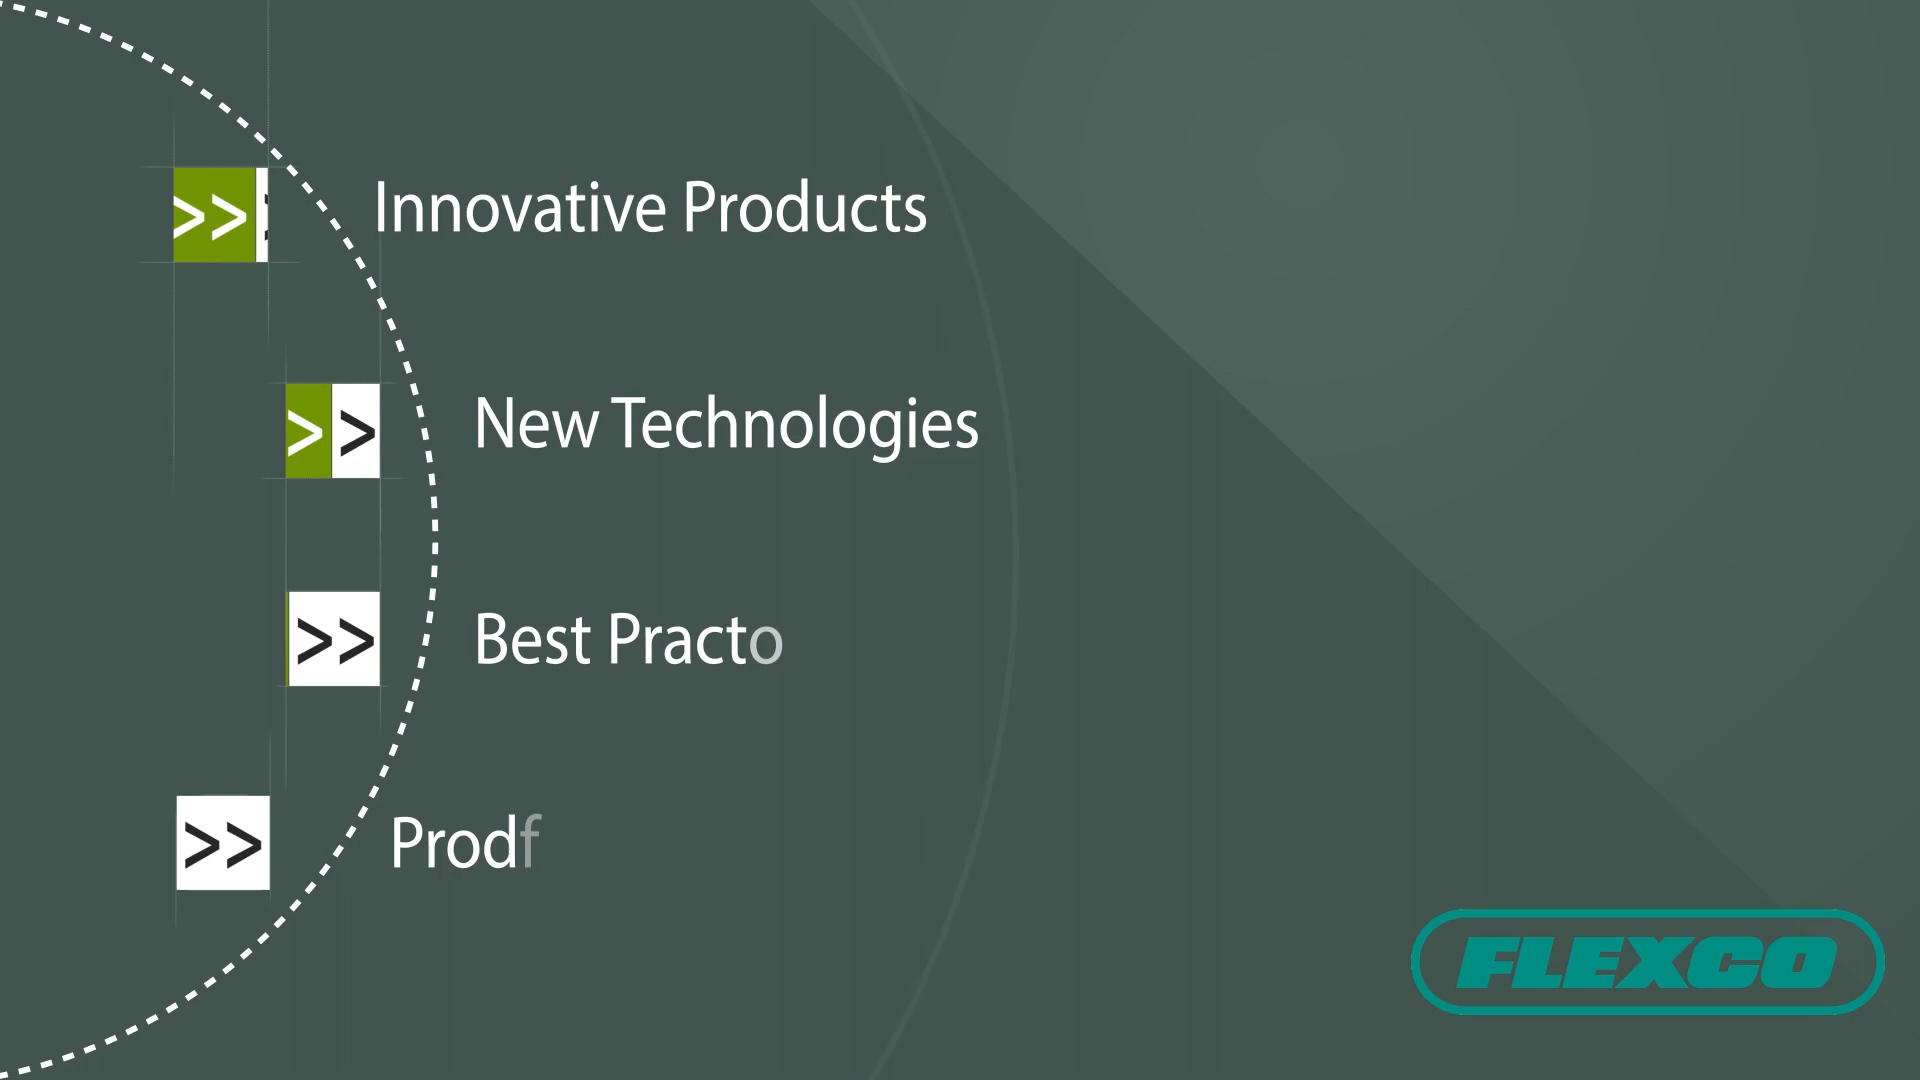 >> Innovative Products
>> New Technologies
>> Best Practo
>> Prodf
FLEXCO